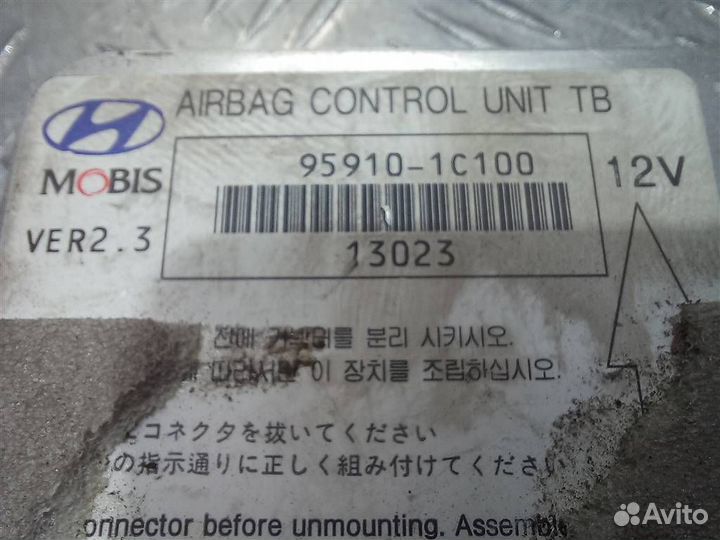 AIRBAG CONTROL UNIT TB
MOBIS
95910-1C100
12V
VER2.3
13023
분리 시키시오.
이 장치를 조립하십시오.
コネクタを抜いてください
の指示通りに正しく組み付けてください
onnector before unmounting. Assemb
Avito